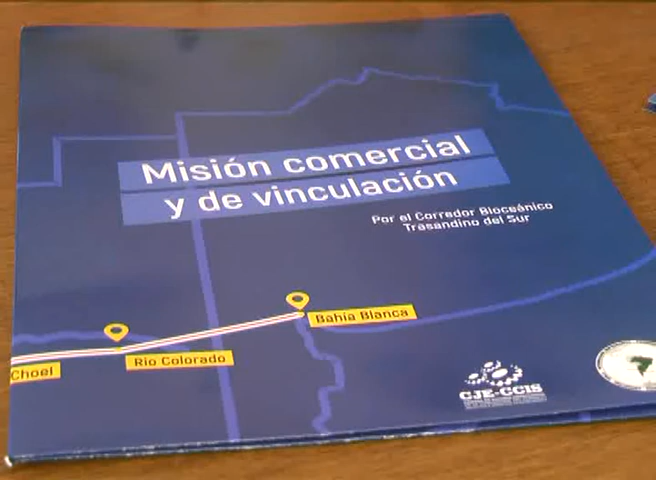 Misión comercial
y de vinculación
Por el Corredor Bioceánico
Trasandino del Sur
Bahía Blanca
Río Colorado
Choel
CJE-CCIS